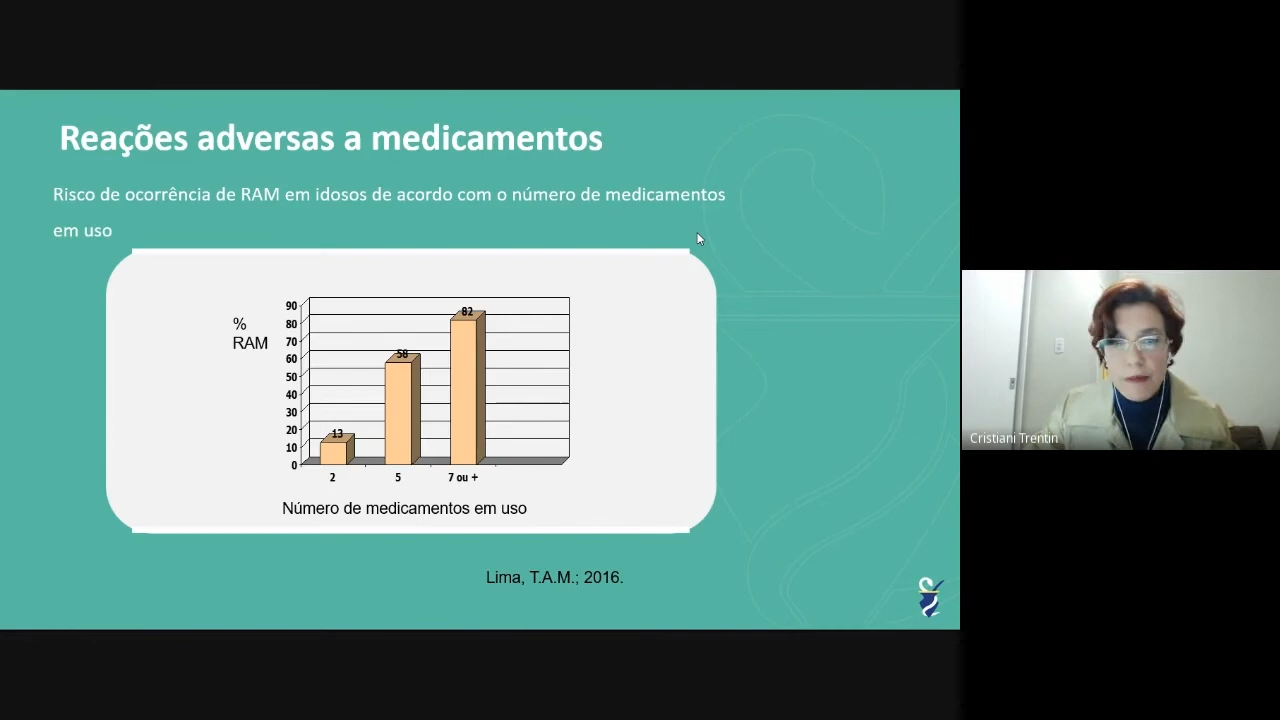 Reações adversas a medicamentos
Risco de ocorrência de RAM em idosos de acordo com o número de medicamentos
em uso
%
RAM
90
80
70
60
50
40
30
20
10
0
13
58
82
2
5
7 ou +
Número de medicamentos em uso
Lima, T.A.M.; 2016.
Cristiani Trentin